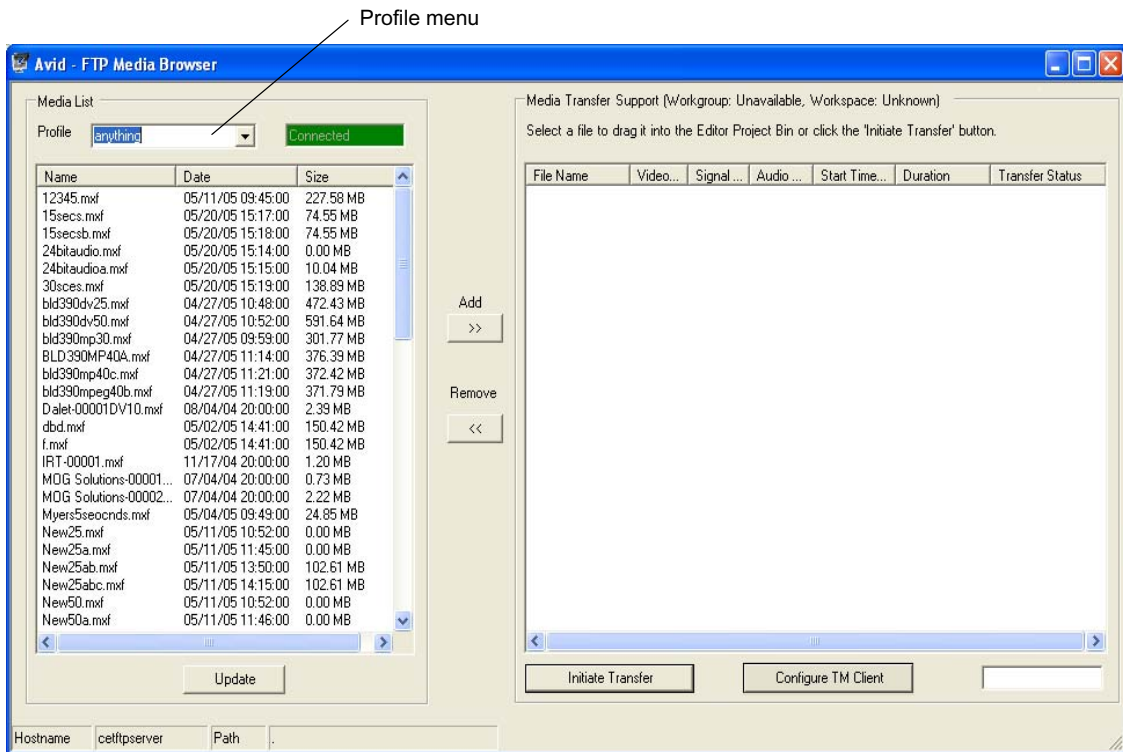 Profile menu
Avid - FTP Media Browser
Media List
Profile anything Connected
Name Date Size
12345.mxf 05/11/05 09:45:00 227.58 MB
15secs.mxf 05/20/05 15:17:00 74.55 MB
15secsb.mxf 05/20/05 15:18:00 74.55 MB
24bitaudio.mxf 05/20/05 15:14:00 0.00 MB
24bitaudioa.mxf 05/20/05 15:15:00 10.04 MB
30sces.mxf 05/20/05 15:19:00 138.89 MB
bld390dv25.mxf 04/27/05 10:48:00 472.43 MB
bld390dv50.mxf 04/27/05 10:52:00 591.64 MB
bld390mp30.mxf 04/27/05 09:59:00 301.77 MB
BLD390MP40A.mxf 04/27/05 11:14:00 376.39 MB
bld390mp40c.mxf 04/27/05 11:21:00 372.42 MB
bld390mpeg40b.mxf 04/27/05 11:19:00 371.79 MB
Dalet-00001DV10.mxf 08/04/04 20:00:00 2.39 MB
dbd.mxf 05/02/05 14:41:00 150.42 MB
f.mxf 05/02/05 14:41:00 150.42 MB
IRT-00001.mxf 11/17/04 20:00:00 1.20 MB
MOG Solutions-00001... 07/04/04 20:00:00 0.73 MB
MOG Solutions-00002... 07/04/04 20:00:00 2.22 MB
Myers5seocnds.mxf 05/04/05 09:49:00 24.85 MB
New25.mxf 05/11/05 10:52:00 0.00 MB
New25a.mxf 05/11/05 11:45:00 0.00 MB
New25ab.mxf 05/11/05 13:50:00 102.61 MB
New25abc.mxf 05/11/05 14:15:00 102.61 MB
New50.mxf 05/11/05 10:52:00 0.00 MB
New50a.mxf 05/11/05 11:46:00 0.00 MB
Update
Add
>>
Remove
<<
Media Transfer Support (Workgroup: Unavailable, Workspace: Unknown)
Select a file to drag it into the Editor Project Bin or click the 'Initiate Transfer' button.
File Name Video... Signal ... Audio ... Start Time... Duration Transfer Status
Initiate Transfer Configure TM Client
Hostname cetftpserver Path .